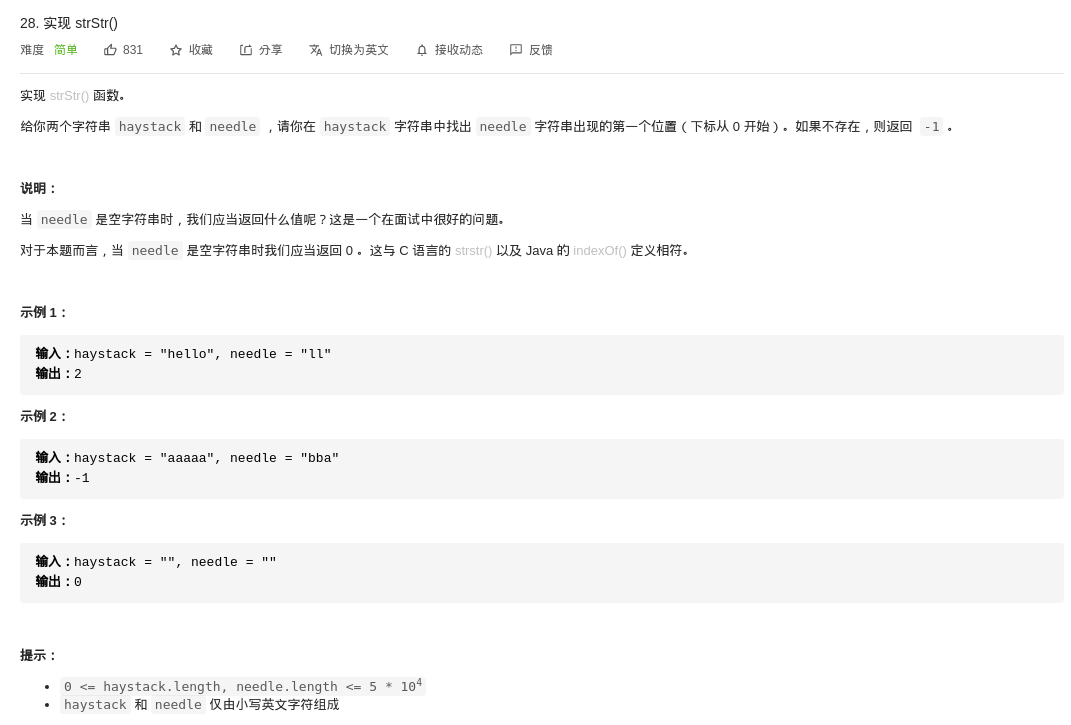 28. 实现 strStr()
难度 简单 831 收藏 分享 切换为英文 接收动态 反馈
实现 strStr() 函数。
给你两个字符串 haystack 和 needle ，请你在 haystack 字符串中找出 needle 字符串出现的第一个位置（下标从 0 开始）。如果不存在，则返回 -1 。
说明：
当 needle 是空字符串时，我们应当返回什么值呢？这是一个在面试中很好的问题。
对于本题而言，当 needle 是空字符串时我们应当返回 0 。这与 C 语言的 strstr() 以及 Java 的 indexOf() 定义相符。
示例 1：
输入：haystack = "hello", needle = "ll"
输出：2
示例 2：
输入：haystack = "aaaaa", needle = "bba"
输出：-1
示例 3：
输入：haystack = "", needle = ""
输出：0
提示：
• 0 <= haystack.length, needle.length <= 5 * 10⁴
• haystack 和 needle 仅由小写英文字符组成